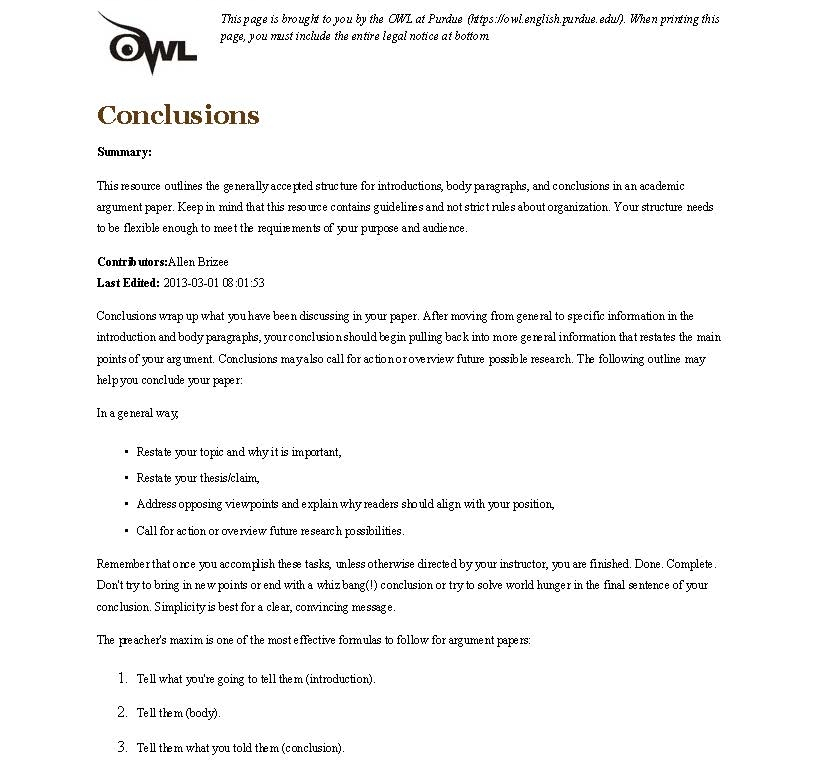 OWL
This page is brought to you by the OWL at Purdue (https://owl.english.purdue.edu/). When printing this
page, you must include the entire legal notice at bottom.
Conclusions
Summary:
This resource outlines the generally accepted structure for introductions, body paragraphs, and conclusions in an academic
argument paper. Keep in mind that this resource contains guidelines and not strict rules about organization. Your structure needs
to be flexible enough to meet the requirements of your purpose and audience.
Contributors:Allen Brizee
Last Edited: 2013-03-01 08:01:53
Conclusions wrap up what you have been discussing in your paper. After moving from general to specific information in the
introduction and body paragraphs, your conclusion should begin pulling back into more general information that restates the main
points of your argument. Conclusions may also call for action or overview future possible research. The following outline may
help you conclude your paper:
In a general way,
• Restate your topic and why it is important,
• Restate your thesis/claim,
• Address opposing viewpoints and explain why readers should align with your position,
• Call for action or overview future research possibilities.
Remember that once you accomplish these tasks, unless otherwise directed by your instructor, you are finished. Done. Complete.
Don't try to bring in new points or end with a whiz bang(!) conclusion or try to solve world hunger in the final sentence of your
conclusion. Simplicity is best for a clear, convincing message.
The preacher's maxim is one of the most effective formulas to follow for argument papers:
1. Tell what you're going to tell them (introduction).
2. Tell them (body).
3. Tell them what you told them (conclusion).